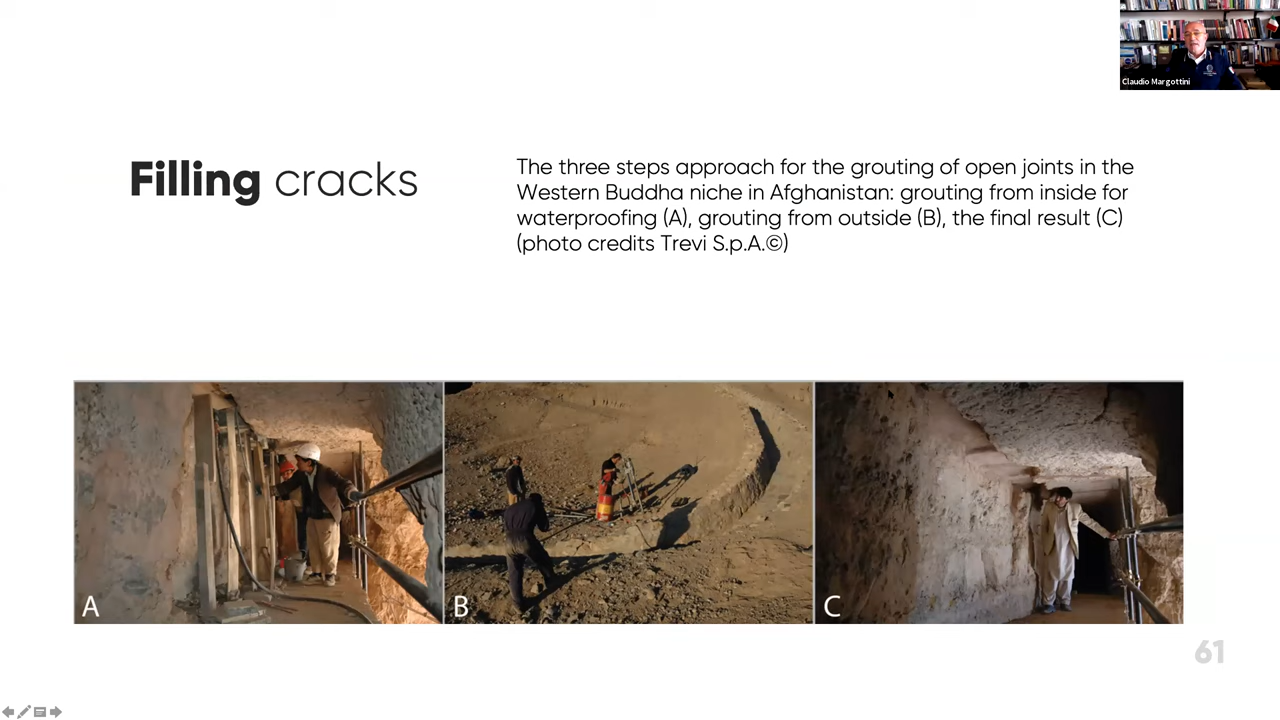 Claudio Margottini
Filling cracks
The three steps approach for the grouting of open joints in the
Western Buddha niche in Afghanistan: grouting from inside for
waterproofing (A), grouting from outside (B), the final result (C)
(photo credits Trevi S.p.A.©)
A
B
C
61